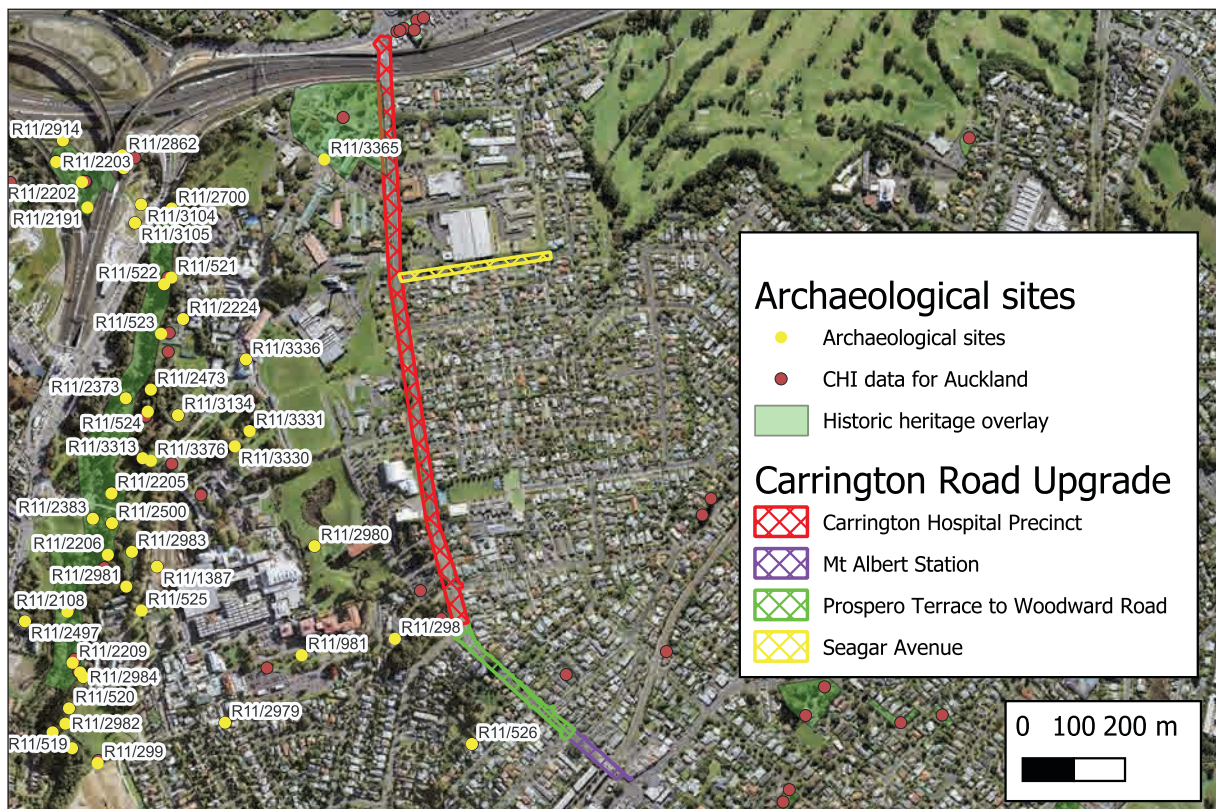 R11/2914
R11/2862
R11/2203
R11/3365
R11/2202
R11/2700
R11/2191
R11/3104
R11/3105
R11/521
R11/522
R11/2224
R11/523
R11/3336
R11/2373
R11/2473
R11/3134
R11/524
R11/3331
R11/3313
R11/3376
R11/3330
R11/2205
R11/2383
R11/2500
R11/2980
R11/2206
R11/2983
R11/2981
R11/1387
R11/2108
R11/525
R11/2497
R11/981
R11/298
R11/2209
R11/2984
R11/520
R11/2982
R11/2979
R11/519
R11/526
R11/299
Archaeological sites
Archaeological sites
CHI data for Auckland
Historic heritage overlay
Carrington Road Upgrade
Carrington Hospital Precinct
Mt Albert Station
Prospero Terrace to Woodward Road
Seagar Avenue
0 100 200 m